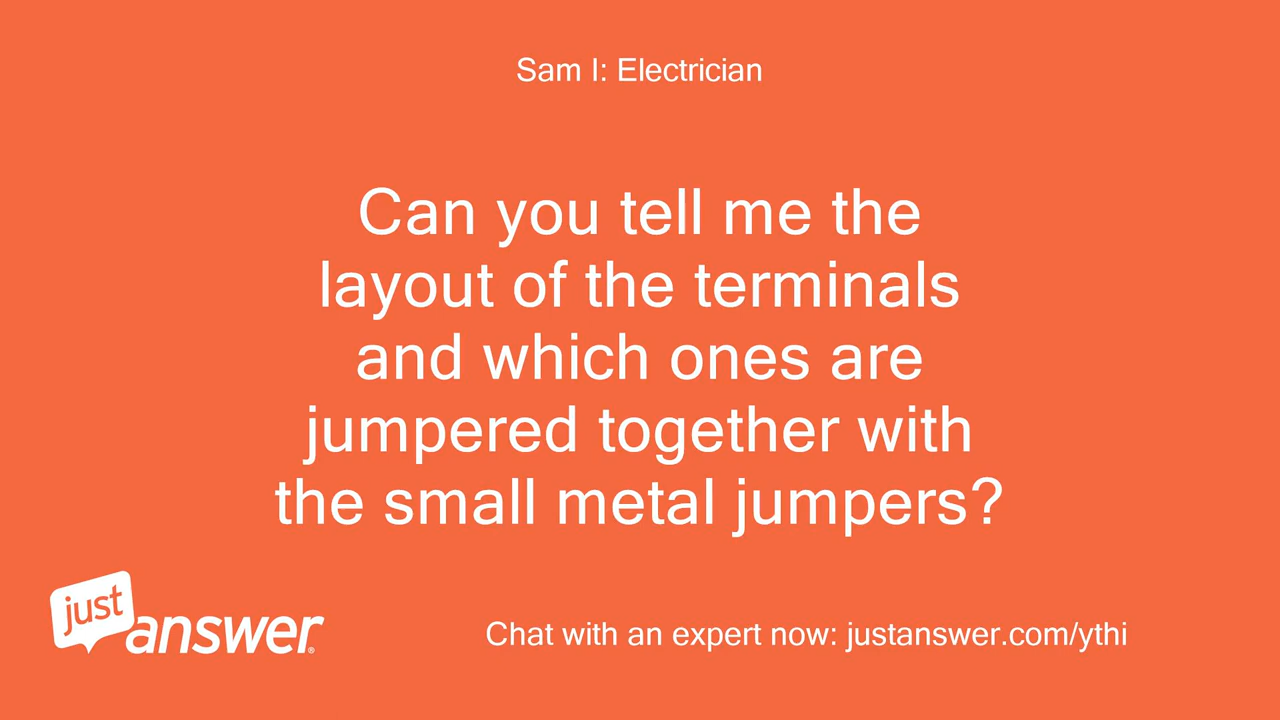 Sam I: Electrician
Can you tell me the
layout of the terminals
and which ones are
jumpered together with
the small metal jumpers?
just
answer®
Chat with an expert now: justanswer.com/ythi